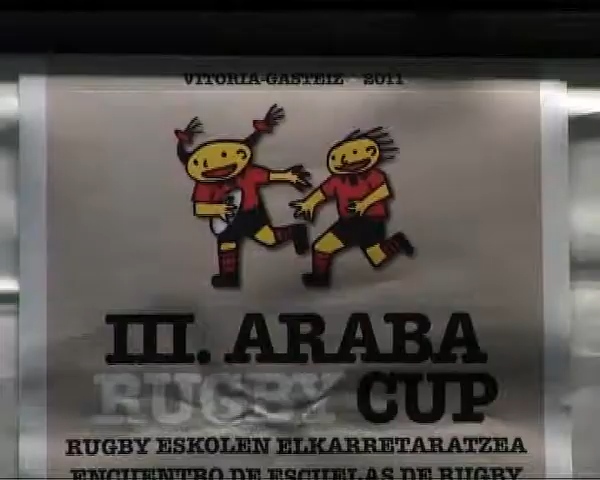 VITORIA-GASTEIZ 2011
III. ARABA
RUGBY CUP
RUGBY ESKOLEN ELKARRETARATZEA
ENCUENTRO DE ESCUELAS DE RUGBY